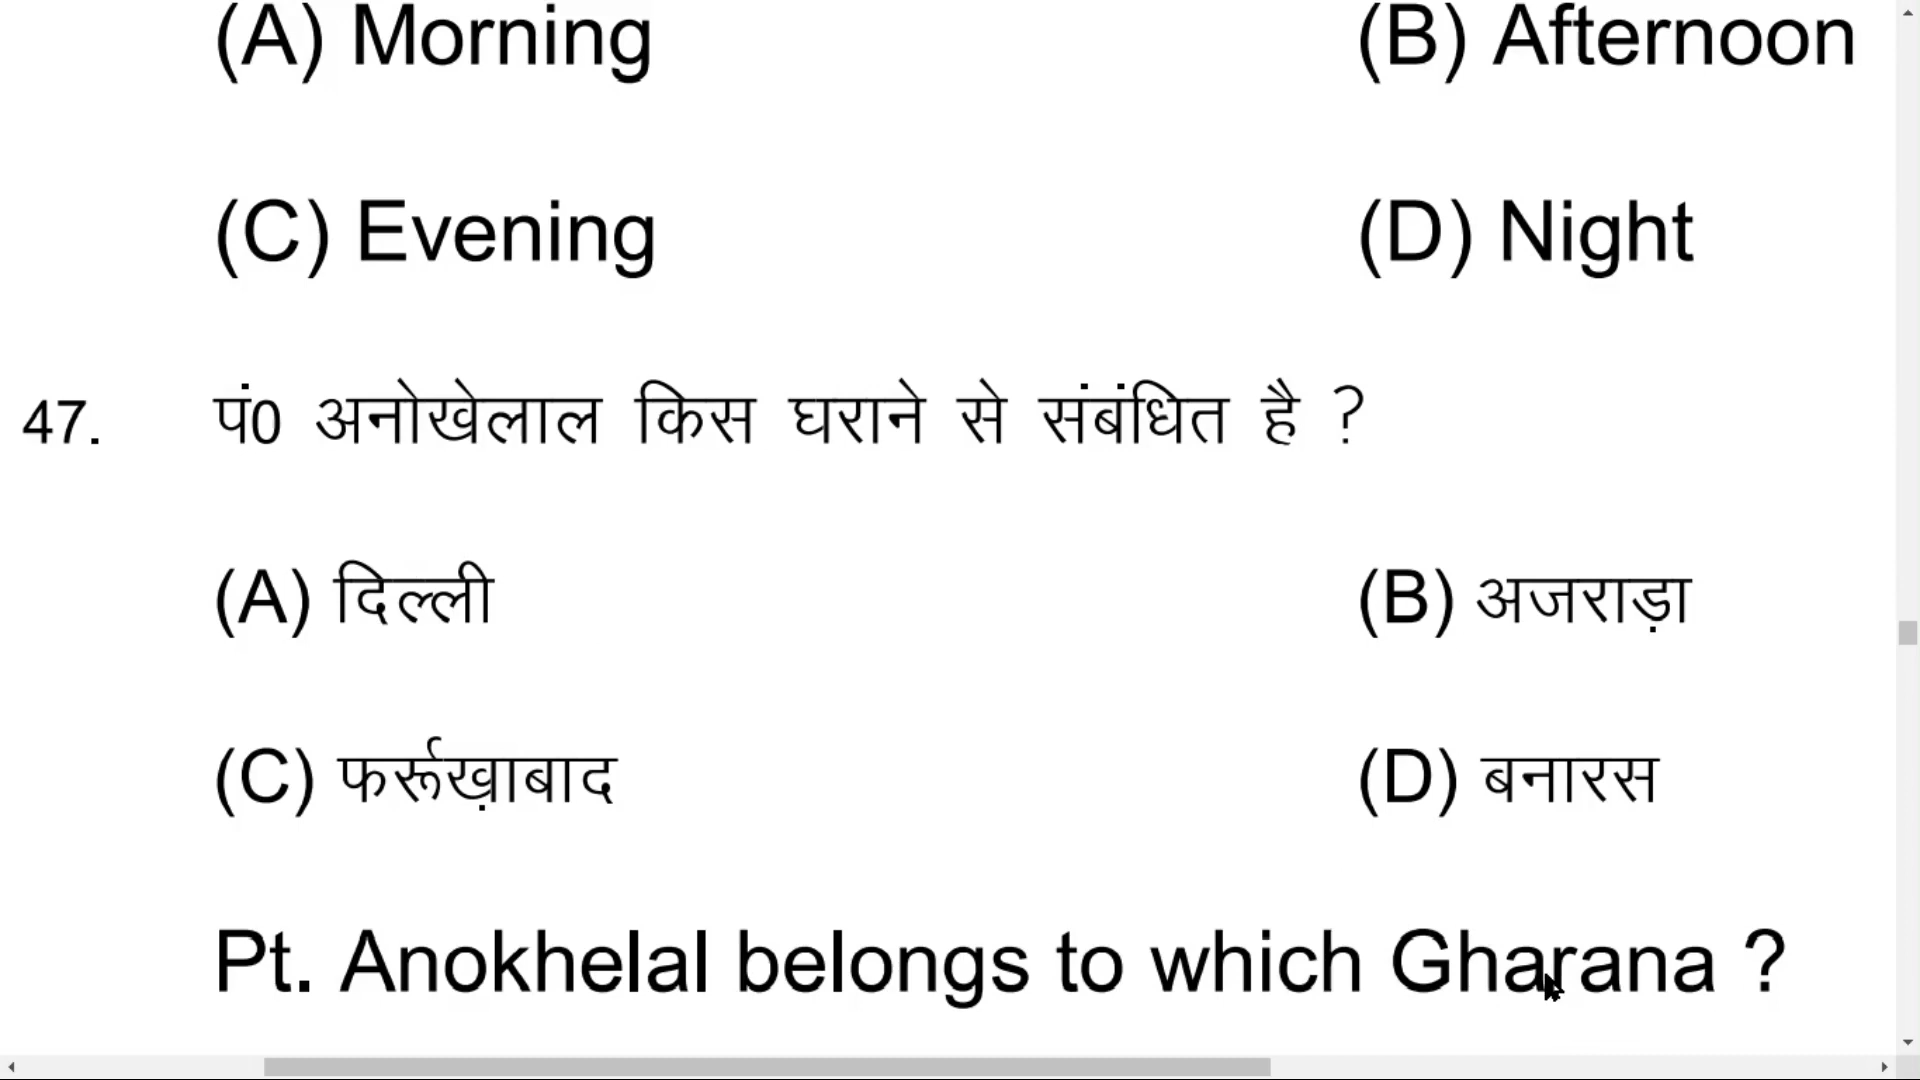 (A) Morning (B) Afternoon
(C) Evening (D) Night
47. पं0 अनोखेलाल किस घराने से संबंधित है ?
(A) दिल्ली (B) अजराड़ा
(C) फर्रूख़ाबाद (D) बनारस
Pt. Anokhelal belongs to which Gharana ?